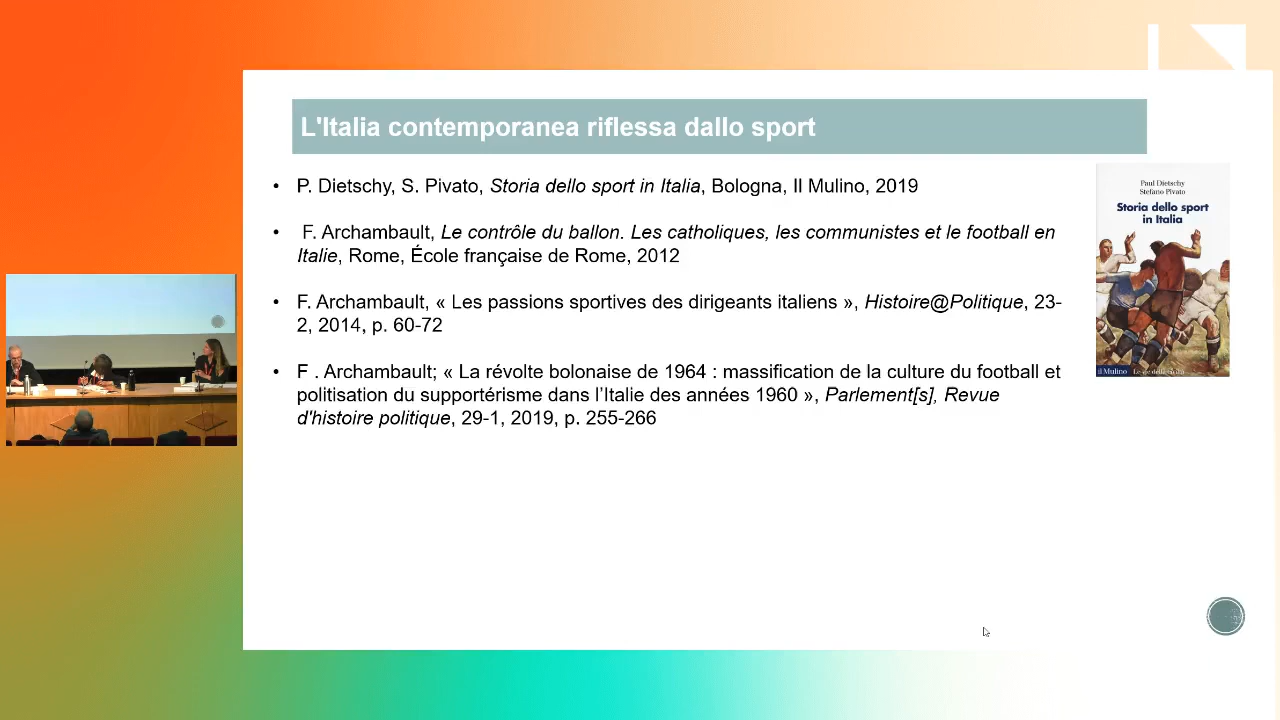 L'Italia contemporanea riflessa dallo sport
• P. Dietschy, S. Pivato, Storia dello sport in Italia, Bologna, Il Mulino, 2019
• F. Archambault, Le contrôle du ballon. Les catholiques, les communistes et le football en
Italie, Rome, École française de Rome, 2012
• F. Archambault, « Les passions sportives des dirigeants italiens », Histoire@Politique, 23-
2, 2014, p. 60-72
• F . Archambault; « La révolte bolonaise de 1964 : massification de la culture du football et
politisation du supportérisme dans l’Italie des années 1960 », Parlement[s], Revue
d'histoire politique, 29-1, 2019, p. 255-266
Paul Dietschy
Stefano Pivato
Storia dello sport
in Italia
il Mulino Le vie della civiltà